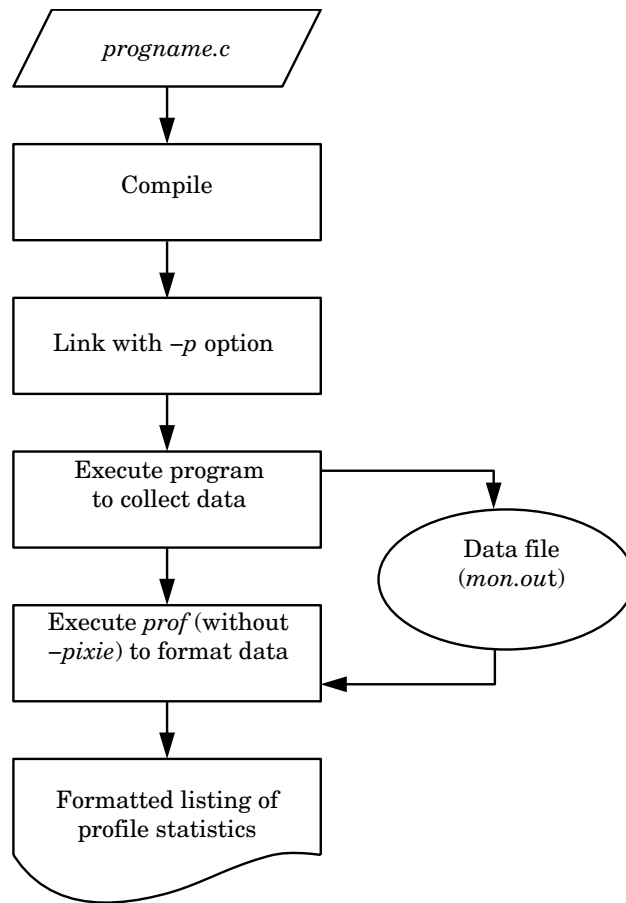 progname.c
Compile
Link with –p option
Execute program
to collect data
Data file
(mon.out)
Execute prof (without
–pixie) to format data
Formatted listing of
profile statistics